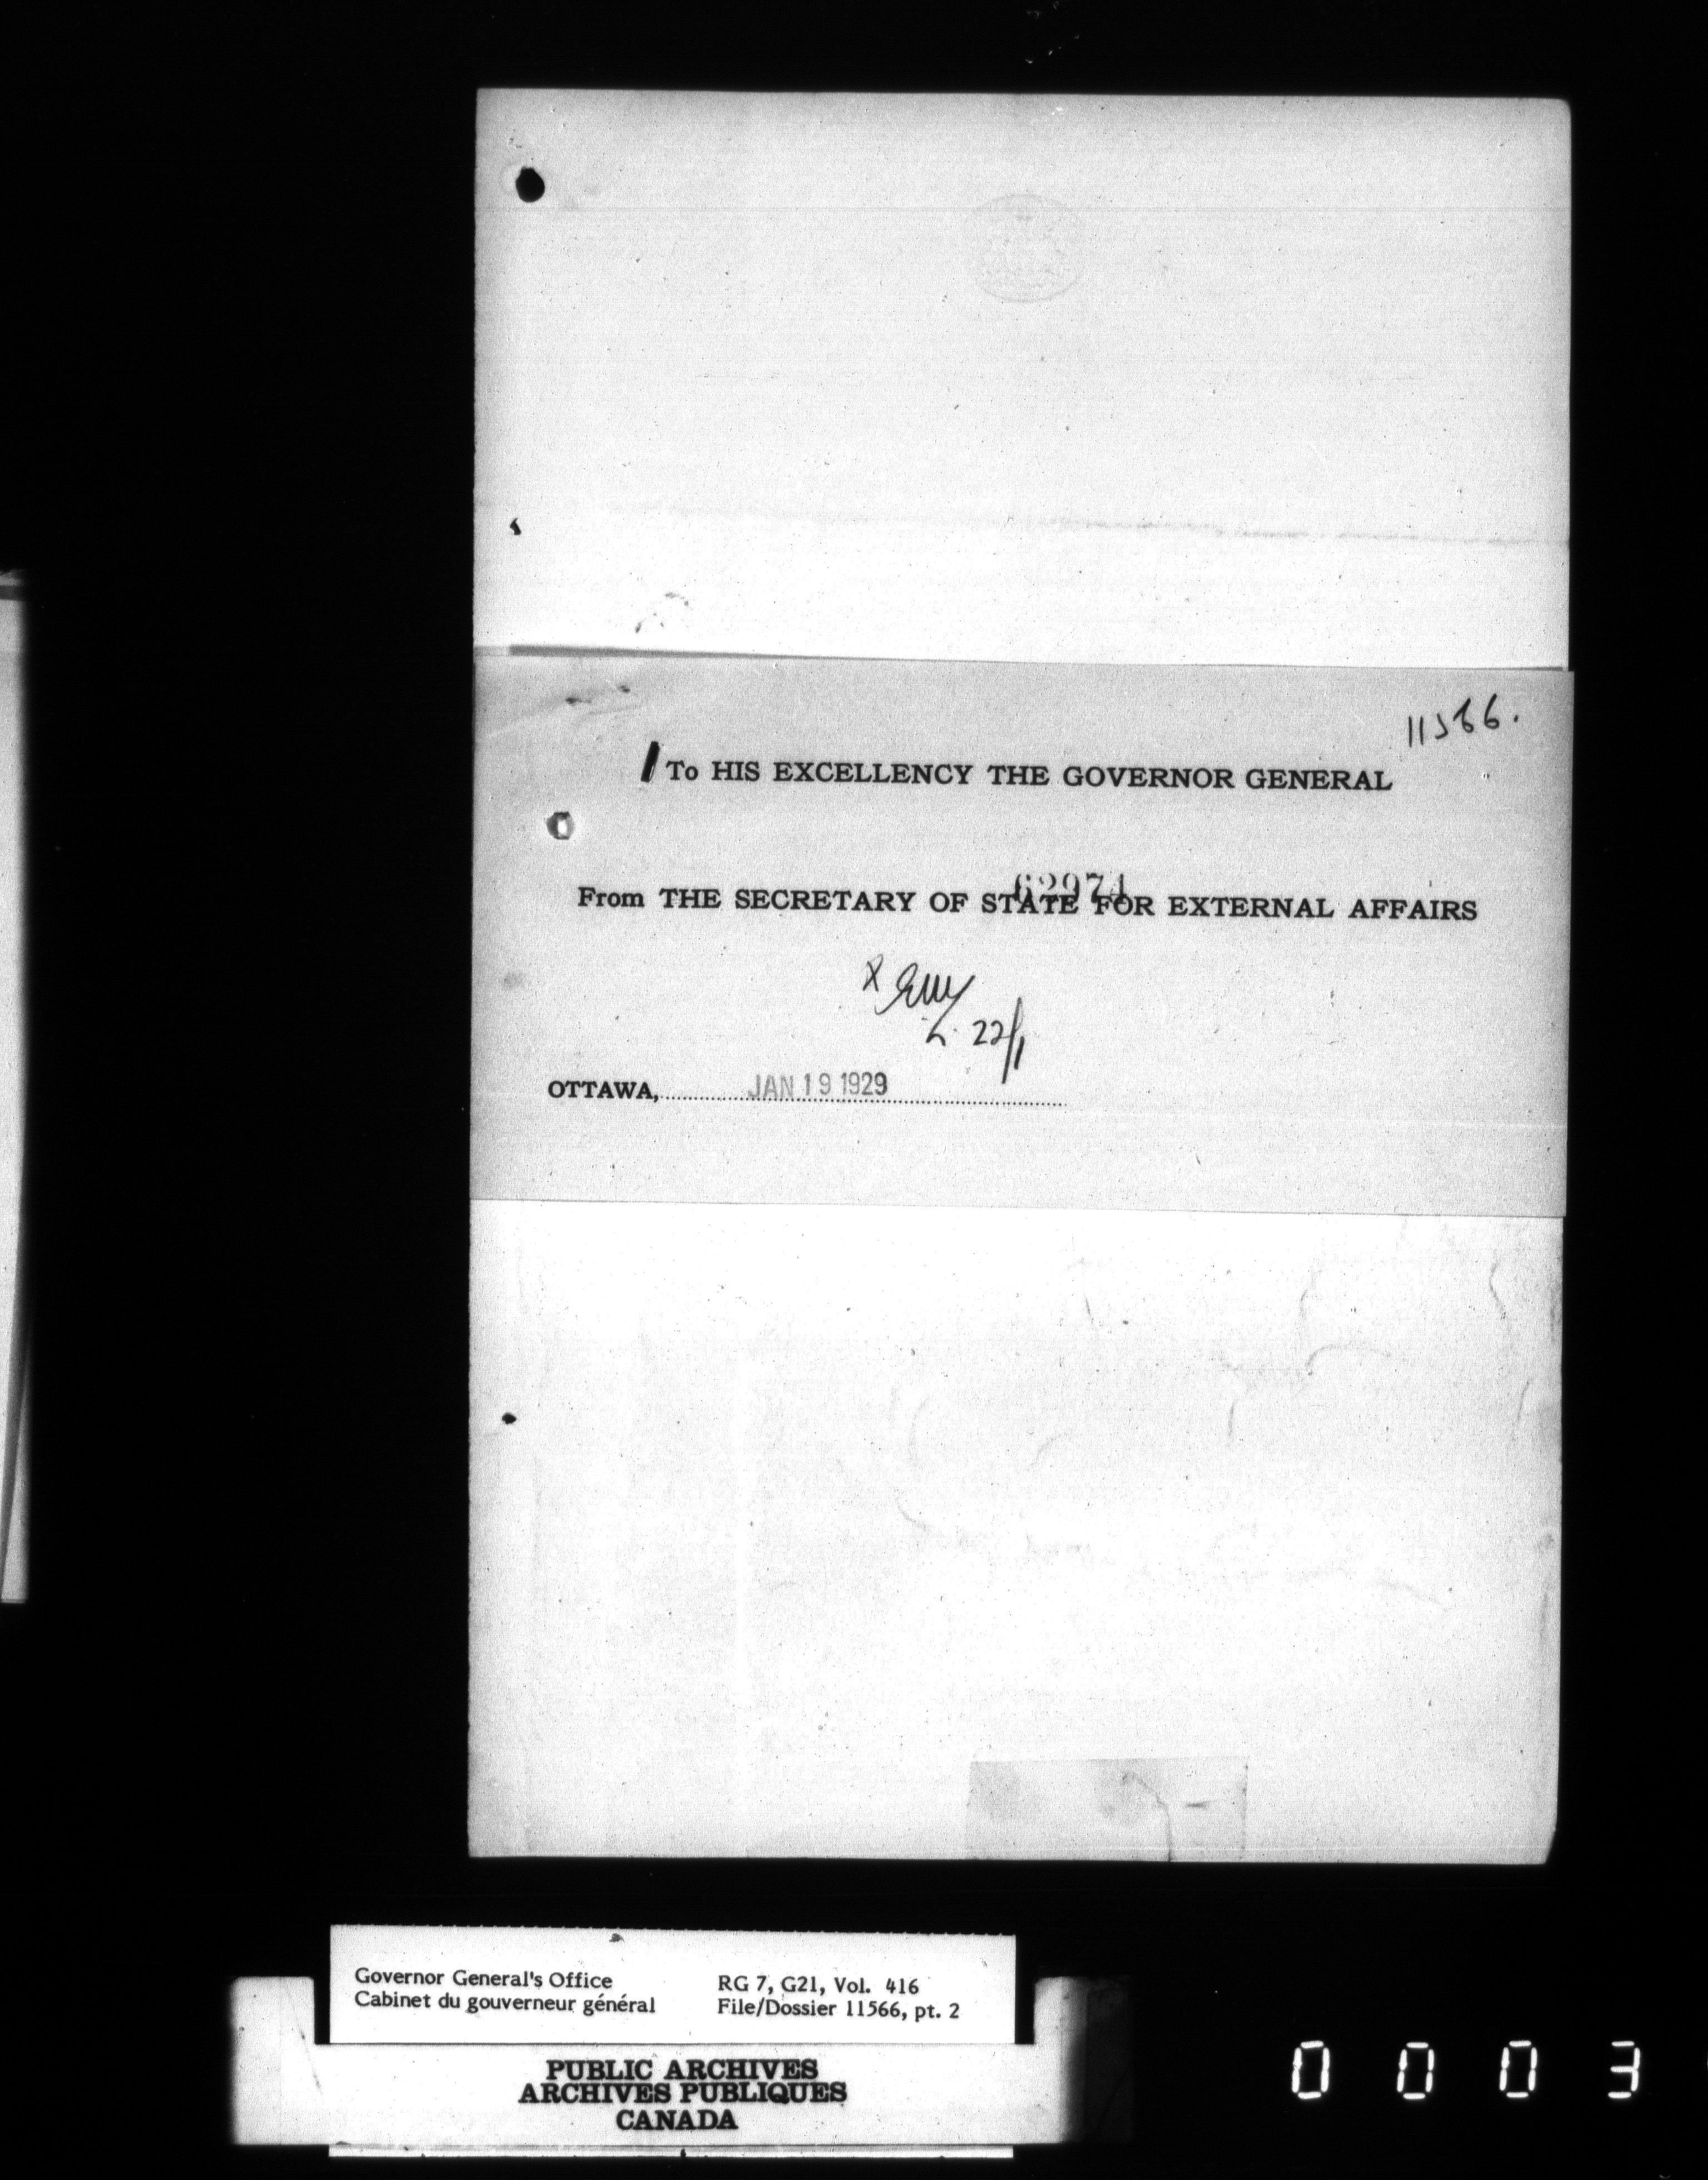 11566.
To HIS EXCELLENCY THE GOVERNOR GENERAL
62974
From THE SECRETARY OF STATE FOR EXTERNAL AFFAIRS
22/1
OTTAWA, JAN 19 1929
Governor General's Office
Cabinet du gouverneur général
RG 7, G21, Vol. 416
File/Dossier 11566, pt. 2
PUBLIC ARCHIVES
ARCHIVES PUBLIQUES
CANADA
0 0 0 3